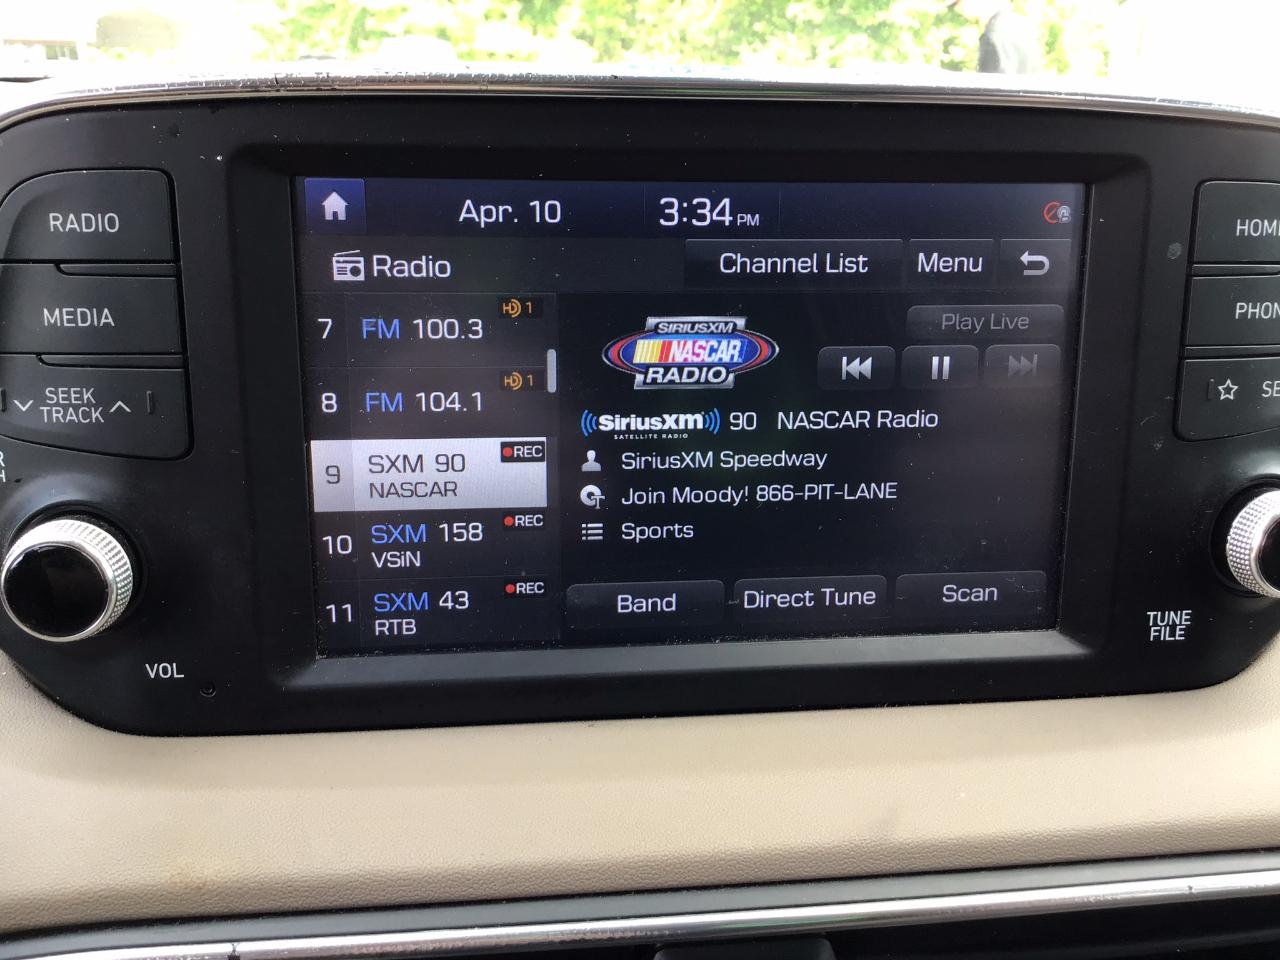 Apr. 10
3:34 PM
Radio
Channel List
Menu
7 FM 100.3 HD 1
8 FM 104.1 HD 1
9 SXM 90 REC
NASCAR
10 SXM 158 REC
VSiN
11 SXM 43 REC
RTB
SIRIUSXM
NASCAR
RADIO
Play Live
SiriusXM 90 NASCAR Radio
SATELLITE RADIO
SiriusXM Speedway
Join Moody! 866-PIT-LANE
Sports
Band
Direct Tune
Scan
RADIO
MEDIA
SEEK
TRACK
VOL
HOM
PHON
SE
TUNE
FILE